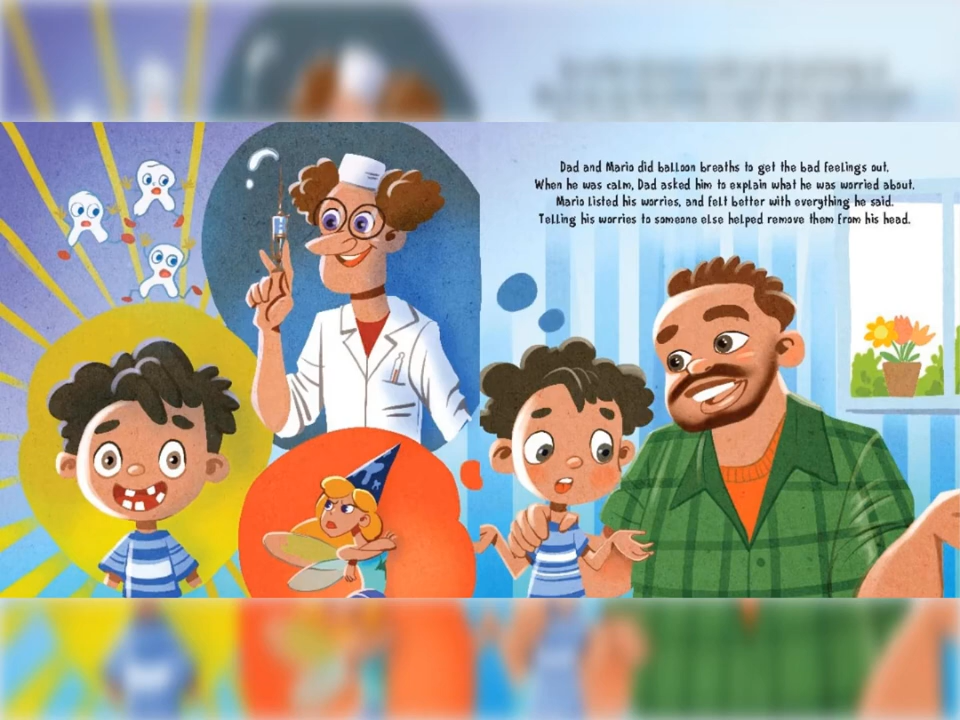 Dad and Mario did balloon breaths to get the bad feelings out.
When he was calm, Dad asked him to explain what he was worried about.
Mario listed his worries, and felt better with everything he said.
Telling his worries to someone else helped remove them from his head.